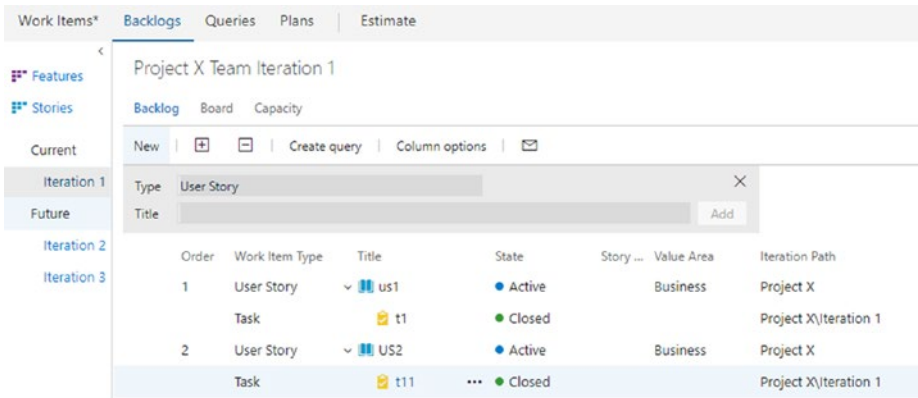 Work Items* Backlogs Queries Plans Estimate
Features
Stories
Current
Iteration 1
Future
Iteration 2
Iteration 3
Project X Team Iteration 1
Backlog Board Capacity
New Create query Column options
Type User Story
Title Add
Order Work Item Type Title State Story ... Value Area Iteration Path
1 User Story us1 Active Business Project X
Task t1 Closed Project X\Iteration 1
2 User Story US2 Active Business Project X
Task t11 ... Closed Project X\Iteration 1